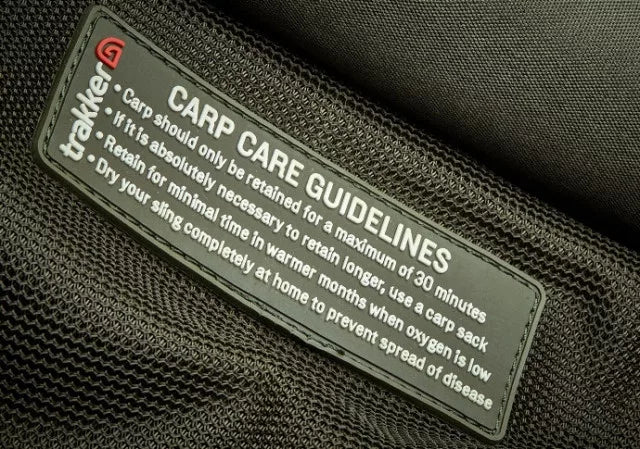 trakker
CARP CARE GUIDELINES
• Carp should only be retained for a maximum of 30 minutes
• If it is absolutely necessary to retain longer, use a carp sack
• Retain for minimal time in warmer months when oxygen is low
• Dry your sling completely at home to prevent spread of disease